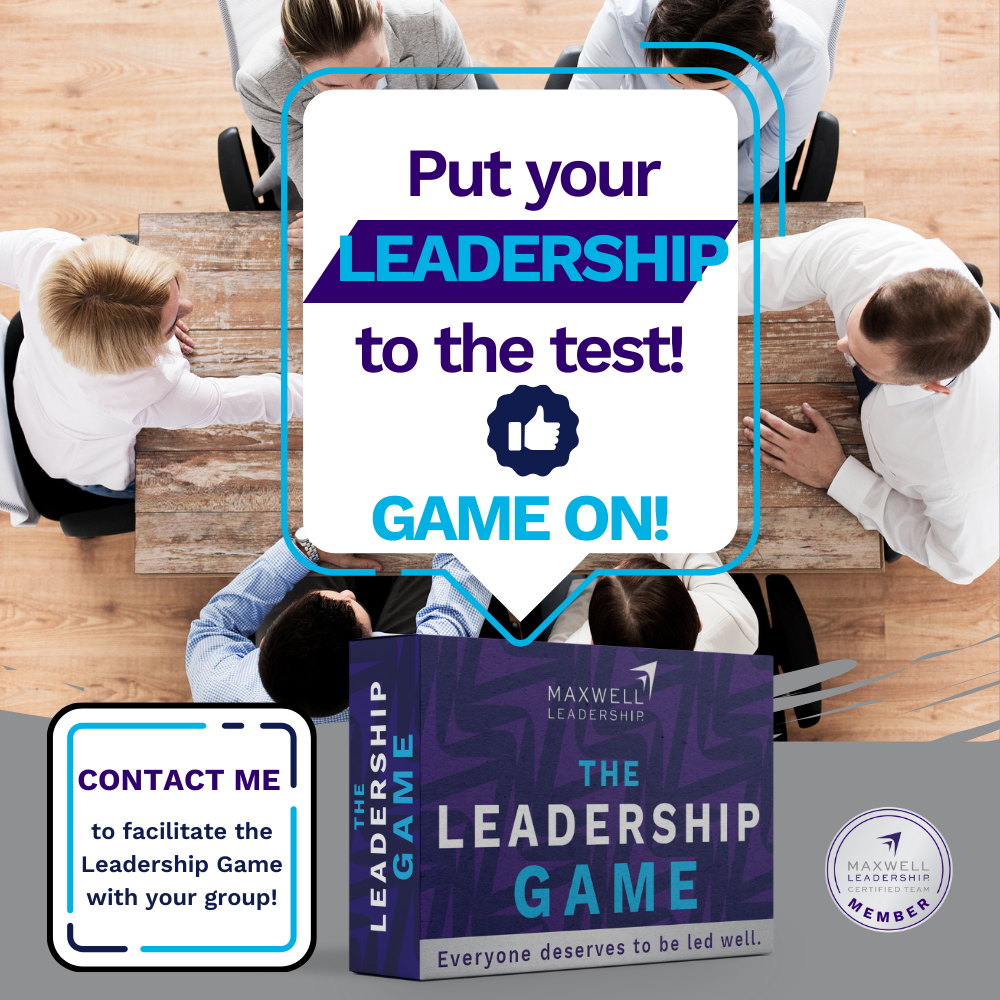 Put your
LEADERSHIP
to the test!
GAME ON!
CONTACT ME
to facilitate the
Leadership Game
with your group!
THE
LEADERSHIP
GAME
MAXWELL
LEADERSHIP
THE
LEADERSHIP
GAME
Everyone deserves to be led well.
MAXWELL
LEADERSHIP
CERTIFIED TEAM
MEMBER